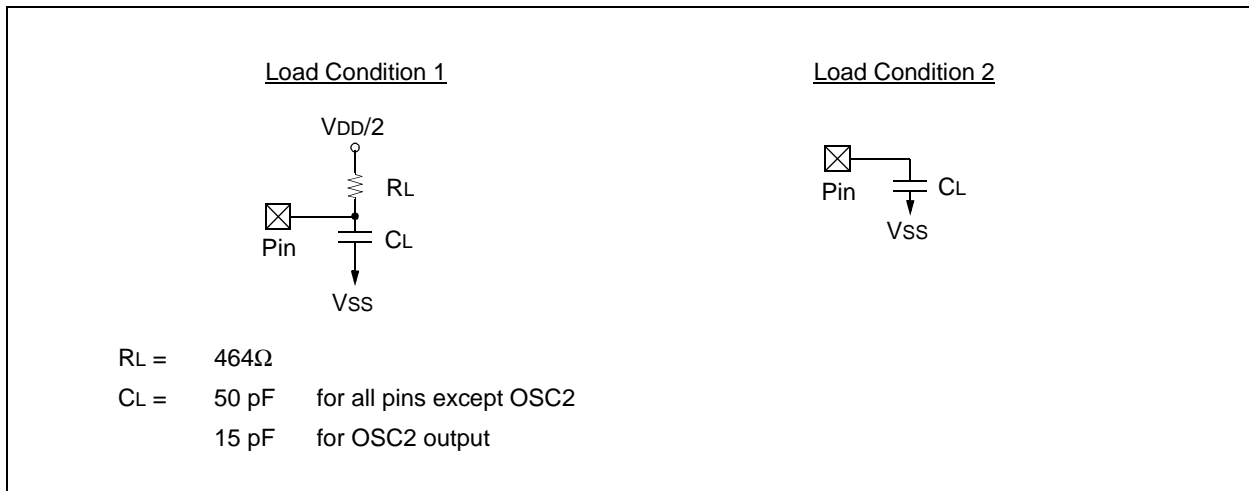 Load Condition 1
VDD/2
RL
Pin
CL
VSS
Load Condition 2
Pin
CL
VSS
RL = 464Ω
CL = 50 pF for all pins except OSC2
15 pF for OSC2 output